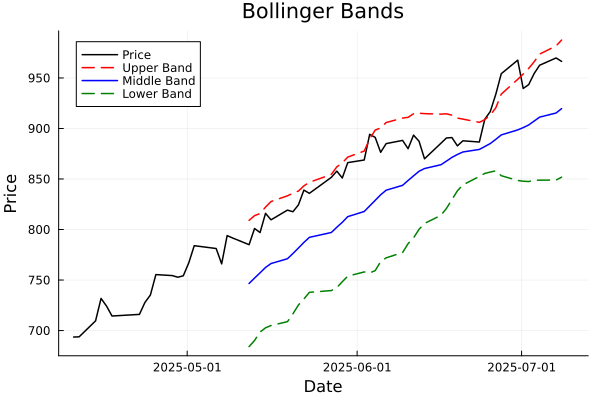 Bollinger Bands
Price
Upper Band
Middle Band
Lower Band
Price
950
900
850
800
750
700
2025-05-01
2025-06-01
2025-07-01
Date